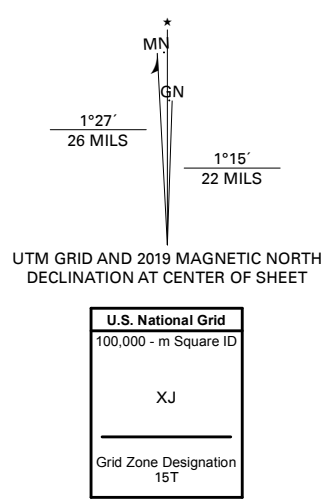 ★
MN
GN
1°27´
26 MILS
1°15´
22 MILS
UTM GRID AND 2019 MAGNETIC NORTH
DECLINATION AT CENTER OF SHEET
U.S. National Grid
100,000 - m Square ID
XJ
Grid Zone Designation
15T